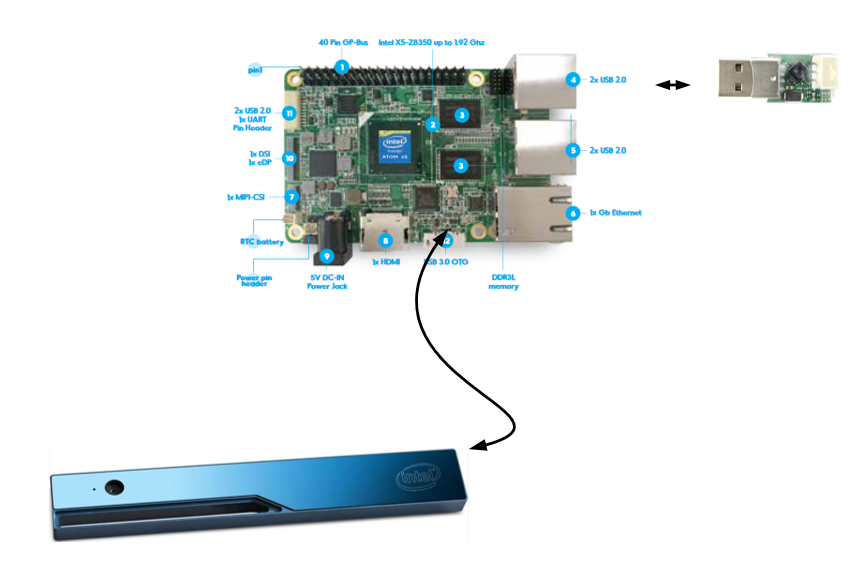 40 Pin GP-Bus
Intel X5-Z8350 up to 1.92 Ghz
pin1
1
4
2x USB 2.0
2x USB 2.0
1x UART
Pin Header
11
3
2
intel
ATOM x5
1x DSI
1x eDP
10
3
5
2x USB 2.0
1x MIPI-CSI
7
6
1x Gb Ethernet
RTC battery
8
9
Power pin
header
5V DC-IN
Power Jack
1x HDMI
USB 3.0 OTG
DDR3L
memory
intel